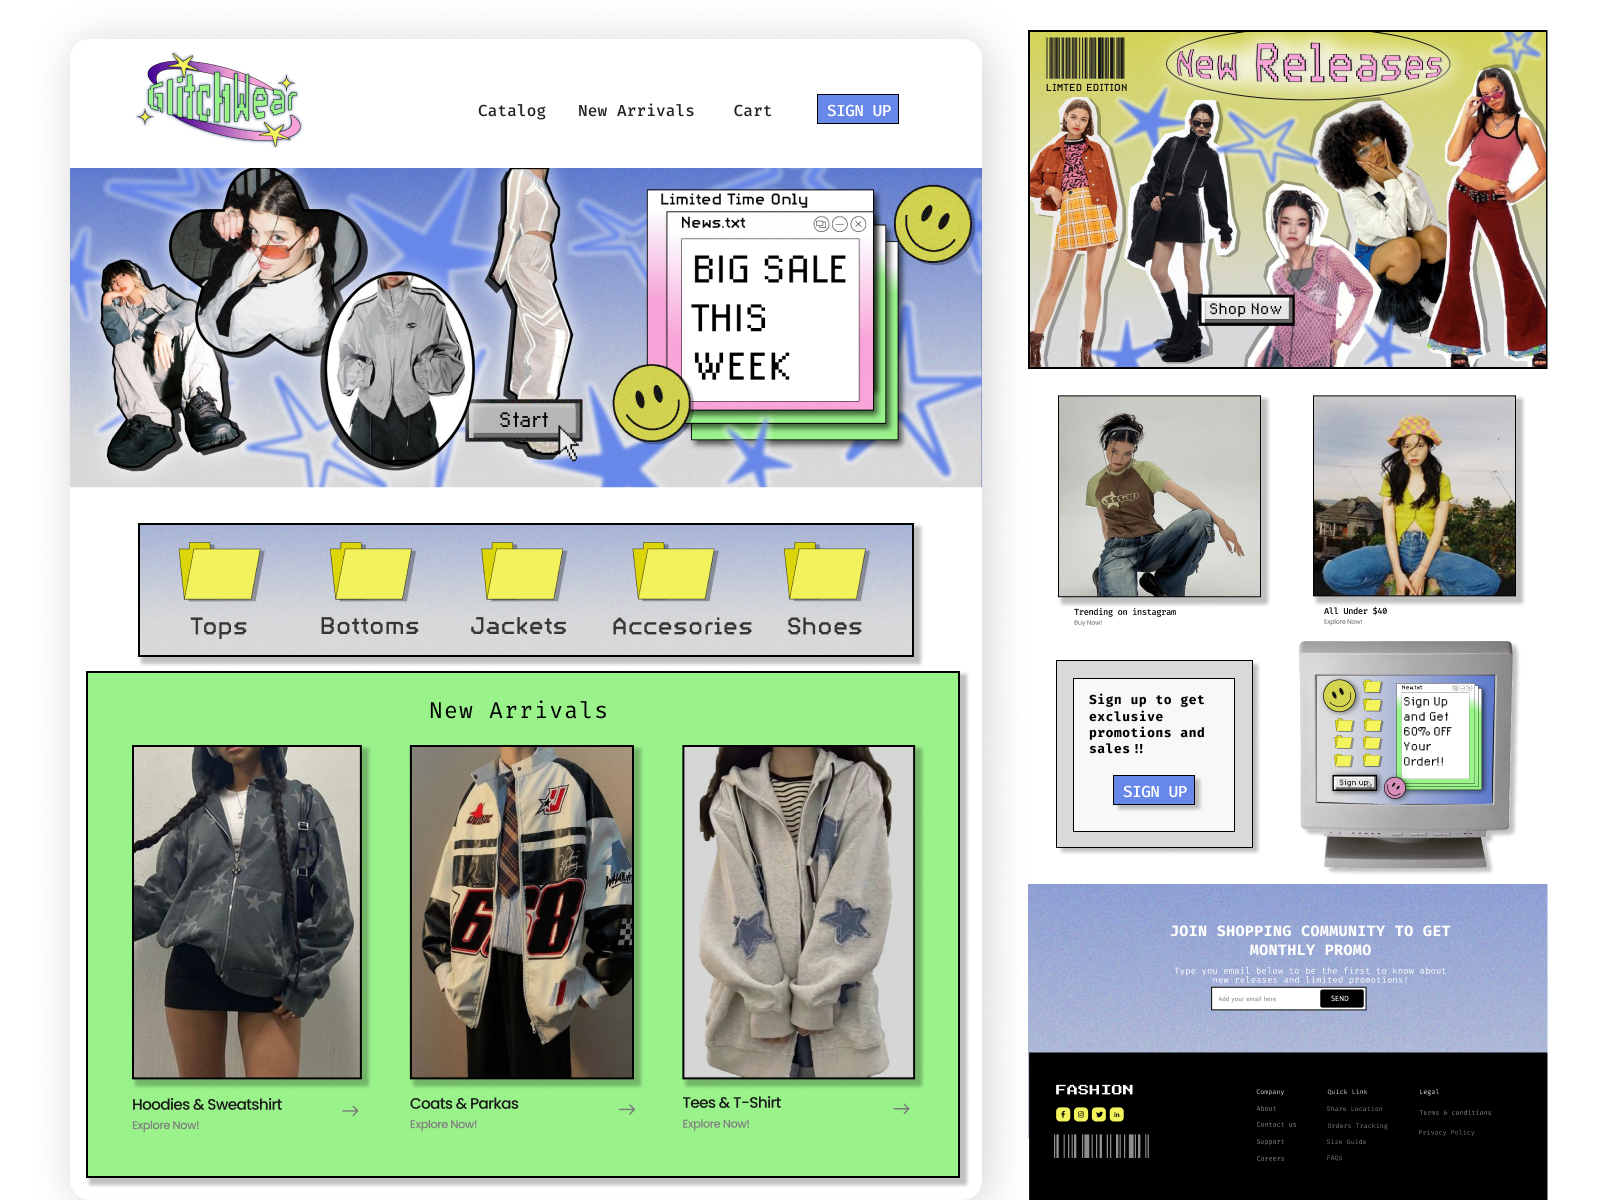 GlitchWear
Catalog
New Arrivals
Cart
SIGN UP
Limited Time Only
News.txt
BIG SALE
THIS
WEEK
Start
Tops
Bottoms
Jackets
Accesories
Shoes
New Arrivals
668
Hoodies & Sweatshirt
Explore Now!
Coats & Parkas
Explore Now!
Tees & T-Shirt
Explore Now!
LIMTED EDITION
New Releases
Shop Now
Trending on instagram
Buy Now!
All Under $40
Explore Now!
Sign up to get
exclusive
promotions and
sales!!
SIGN UP
News.txt
Sign Up
and Get
60% OFF
Your
Order!!
Sign up
JOIN SHOPPING COMMUNITY TO GET
MONTHLY PROMO
Type you email below to be the first to know about
new releases and limited promotions!
Add your email here
SEND
FASHION
Company
About
Contact us
Support
Careers
Quick Link
Share Location
Orders Tracking
Size Guide
FAQs
Legal
Terms & conditions
Privacy Policy